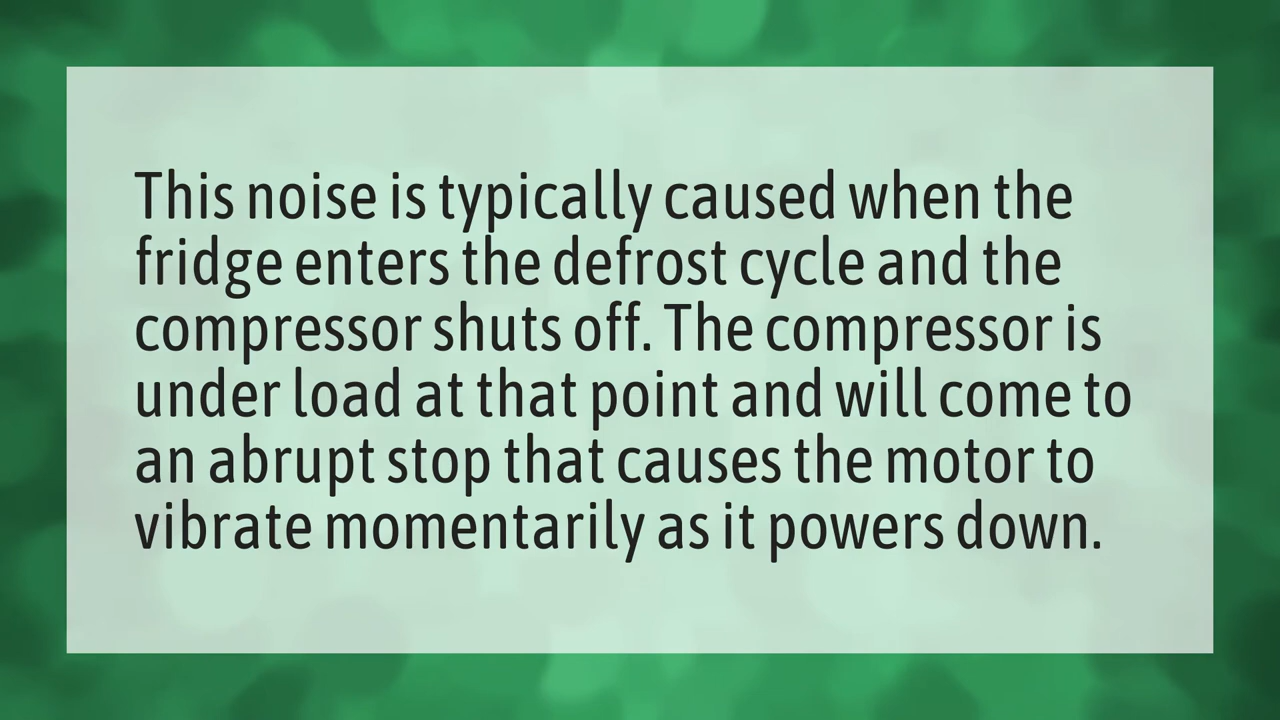 This noise is typically caused when the
fridge enters the defrost cycle and the
compressor shuts off. The compressor is
under load at that point and will come to
an abrupt stop that causes the motor to
vibrate momentarily as it powers down.